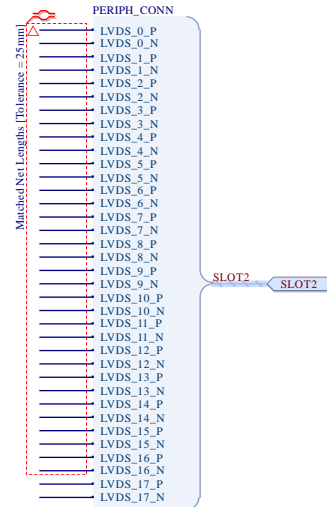 PERIPH_CONN
Matched Net Lengths [Tolerance = 25mm]
LVDS_0_P
LVDS_0_N
LVDS_1_P
LVDS_1_N
LVDS_2_P
LVDS_2_N
LVDS_3_P
LVDS_3_N
LVDS_4_P
LVDS_4_N
LVDS_5_P
LVDS_5_N
LVDS_6_P
LVDS_6_N
LVDS_7_P
LVDS_7_N
LVDS_8_P
LVDS_8_N
LVDS_9_P
LVDS_9_N
LVDS_10_P
LVDS_10_N
LVDS_11_P
LVDS_11_N
LVDS_12_P
LVDS_12_N
LVDS_13_P
LVDS_13_N
LVDS_14_P
LVDS_14_N
LVDS_15_P
LVDS_15_N
LVDS_16_P
LVDS_16_N
LVDS_17_P
LVDS_17_N
SLOT2
SLOT2